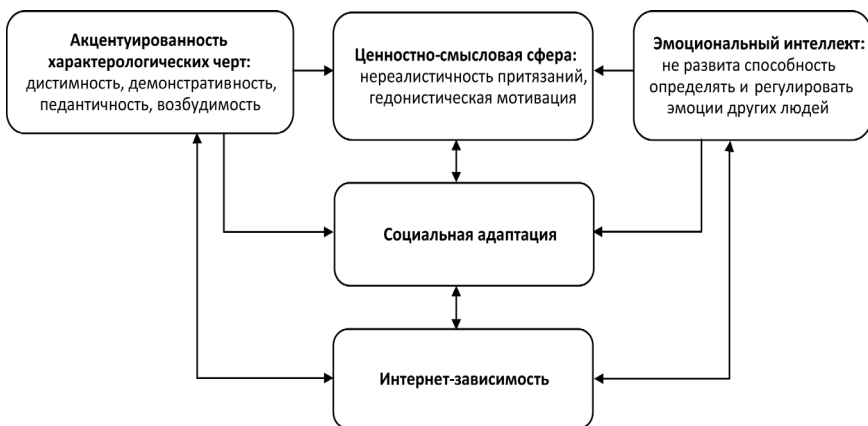 Акцентуированность
характерологических черт:
дистимность, демонстративность,
педантичность, возбудимость
Ценностно-смысловая сфера:
нереалистичность притязаний,
гедонистическая мотивация
Эмоциональный интеллект:
не развита способность
определять и регулировать
эмоции других людей
Социальная адаптация
Интернет-зависимость